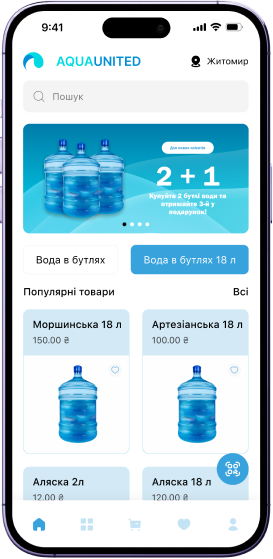 9:41
AQUAUNITED
Житомир
Пошук
Для нових клієнтів
2 + 1
Купуйте 2 бутлі води та
отримайте 3-й у
подарунок!
Вода в бутлях
Вода в бутлях 18 л
Популярні товари
Всі
Моршинська 18 л
150.00 ₴
Артезіанська 18 л
100.00 ₴
Аляска 2л
12.00 ₴
Аляска 18 л
120.00 ₴